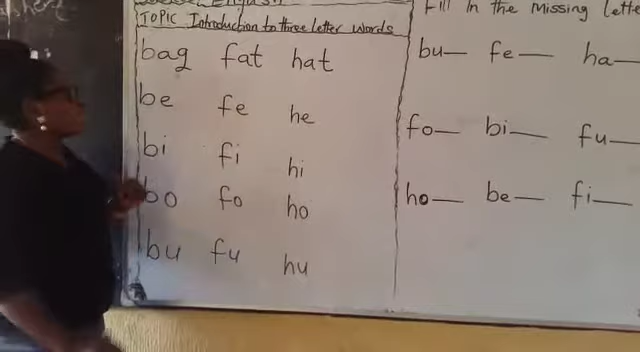 English
TOPIC Introduction to three letter words
bag fat hat
be fe he
bi fi hi
bo fo ho
bu fu hu
Fill in the missing
bu— fe— ha—
fo— bi— fu—
ho— be— fi—